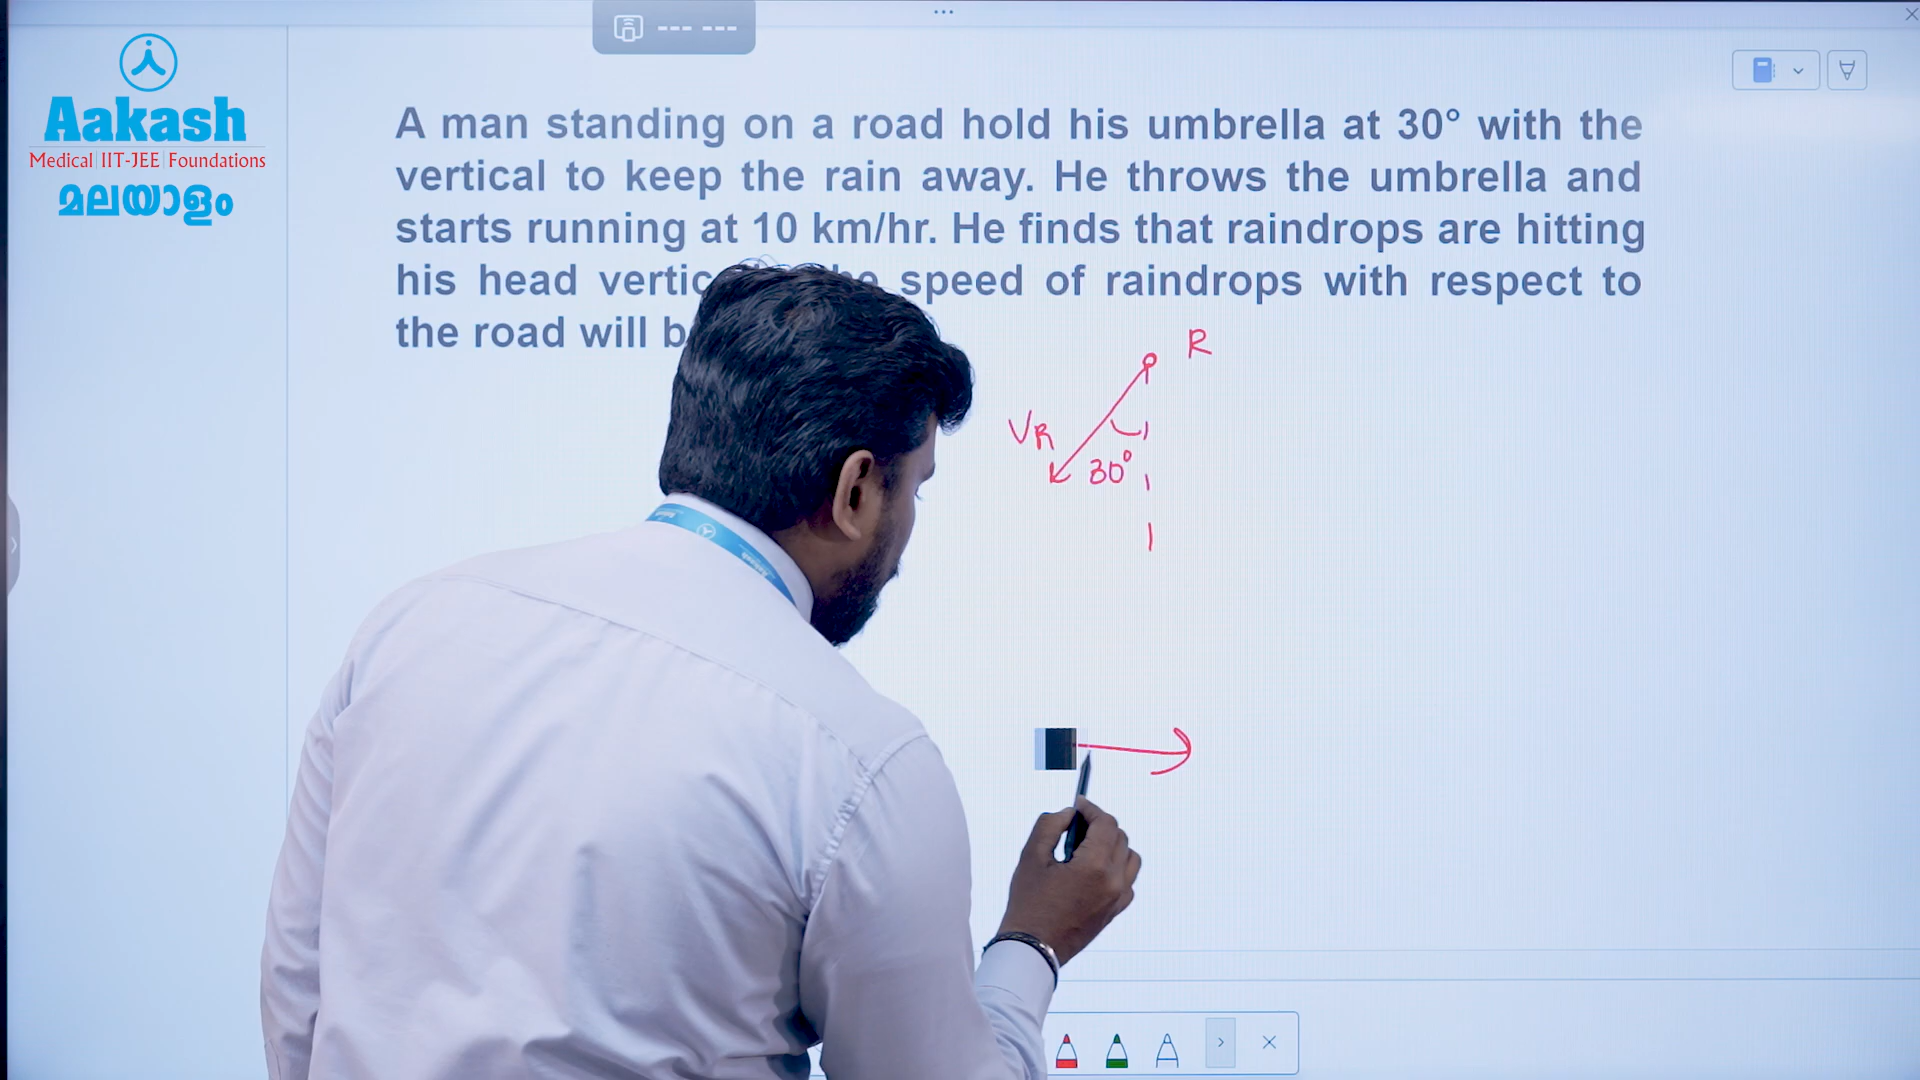 Aakash
Medical | IIT-JEE | Foundations
മലയാളം
A man standing on a road hold his umbrella at 30° with the
vertical to keep the rain away. He throws the umbrella and
starts running at 10 km/hr. He finds that raindrops are hitting
his head speed of raindrops with respect to
the road will
R
VR
30°